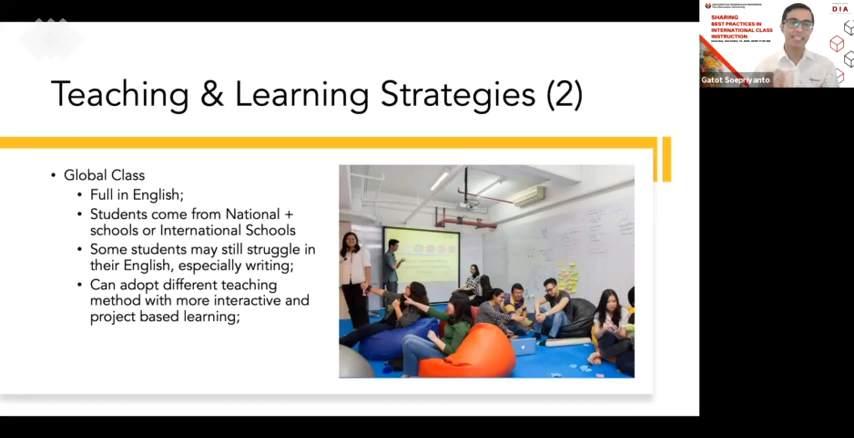 Teaching & Learning Strategies (2)
• Global Class
• Full in English;
• Students come from National +
schools or International Schools
• Some students may still struggle in
their English, especially writing;
• Can adopt different teaching
method with more interactive and
project based learning;
SHARING
BEST PRACTICES IN
INTERNATIONAL CLASS
INSTRUCTION
DIA
Gatot Soepriyanto